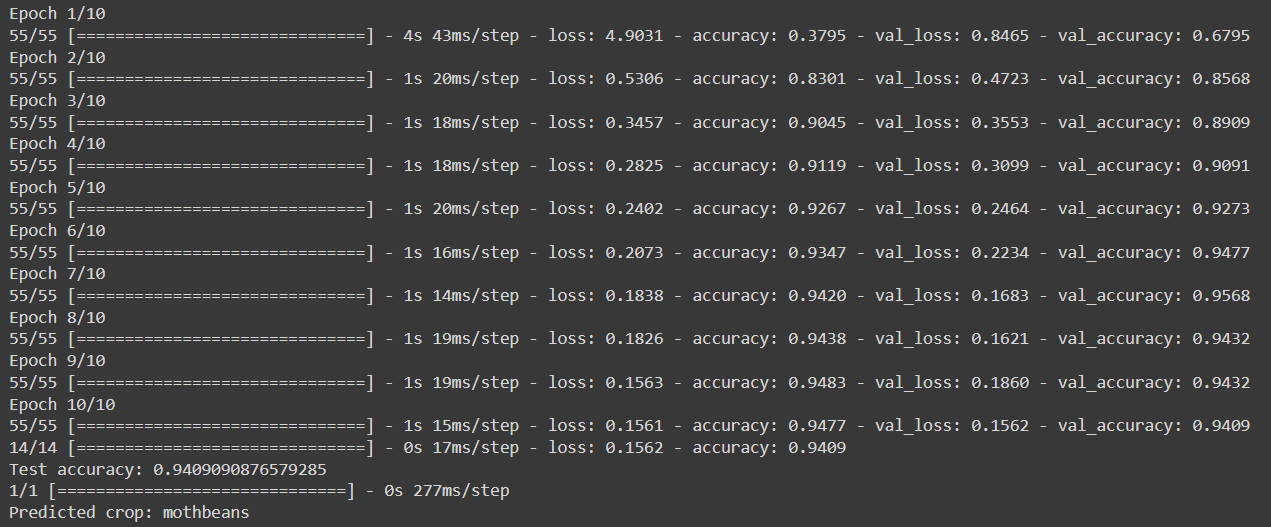 Epoch 1/10
55/55 [==============================] - 4s 43ms/step - loss: 4.9031 - accuracy: 0.3795 - val_loss: 0.8465 - val_accuracy: 0.6795
Epoch 2/10
55/55 [==============================] - 1s 20ms/step - loss: 0.5306 - accuracy: 0.8301 - val_loss: 0.4723 - val_accuracy: 0.8568
Epoch 3/10
55/55 [==============================] - 1s 18ms/step - loss: 0.3457 - accuracy: 0.9045 - val_loss: 0.3553 - val_accuracy: 0.8909
Epoch 4/10
55/55 [==============================] - 1s 18ms/step - loss: 0.2825 - accuracy: 0.9119 - val_loss: 0.3099 - val_accuracy: 0.9091
Epoch 5/10
55/55 [==============================] - 1s 20ms/step - loss: 0.2402 - accuracy: 0.9267 - val_loss: 0.2464 - val_accuracy: 0.9273
Epoch 6/10
55/55 [==============================] - 1s 16ms/step - loss: 0.2073 - accuracy: 0.9347 - val_loss: 0.2234 - val_accuracy: 0.9477
Epoch 7/10
55/55 [==============================] - 1s 14ms/step - loss: 0.1838 - accuracy: 0.9420 - val_loss: 0.1683 - val_accuracy: 0.9568
Epoch 8/10
55/55 [==============================] - 1s 19ms/step - loss: 0.1826 - accuracy: 0.9438 - val_loss: 0.1621 - val_accuracy: 0.9432
Epoch 9/10
55/55 [==============================] - 1s 19ms/step - loss: 0.1563 - accuracy: 0.9483 - val_loss: 0.1860 - val_accuracy: 0.9432
Epoch 10/10
55/55 [==============================] - 1s 15ms/step - loss: 0.1561 - accuracy: 0.9477 - val_loss: 0.1562 - val_accuracy: 0.9409
14/14 [==============================] - 0s 17ms/step - loss: 0.1562 - accuracy: 0.9409
Test accuracy: 0.9409090876579285
1/1 [==============================] - 0s 277ms/step
Predicted crop: mothbeans